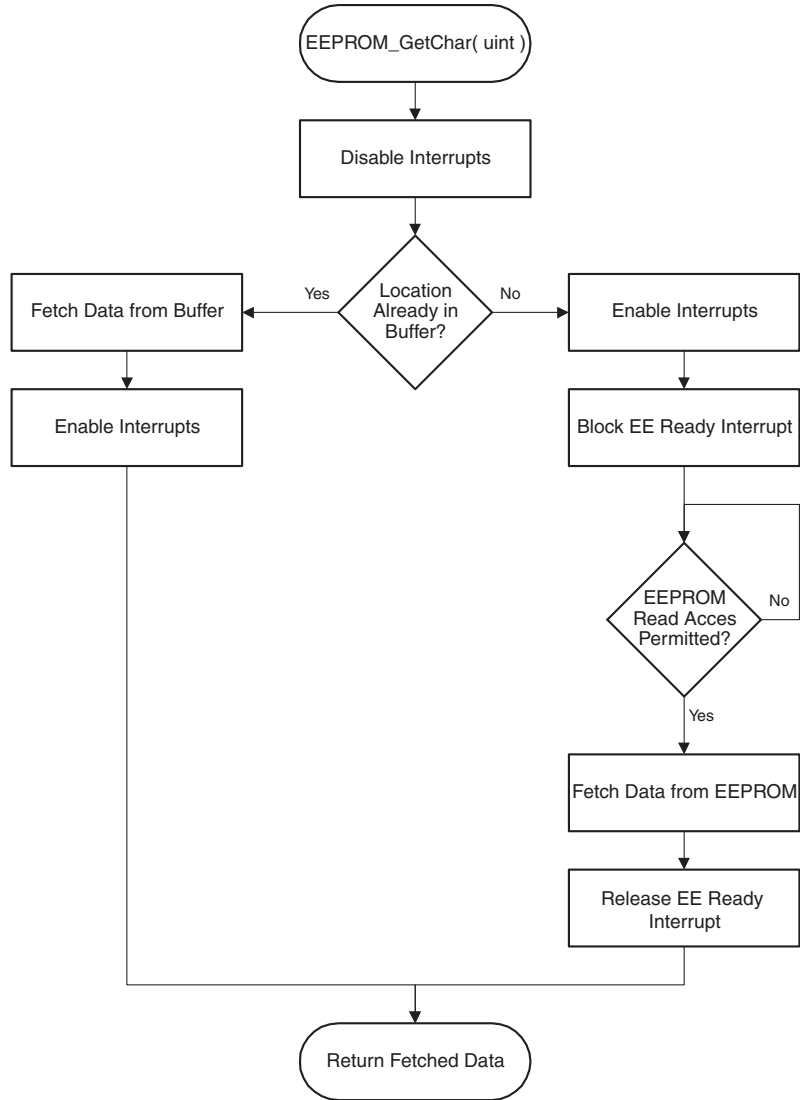 EEPROM_GetChar( uint )
Disable Interrupts
Location
Already in
Buffer?
Yes
No
Fetch Data from Buffer
Enable Interrupts
Enable Interrupts
Block EE Ready Interrupt
EEPROM
Read Acces
Permitted?
No
Yes
Fetch Data from EEPROM
Release EE Ready
Interrupt
Return Fetched Data